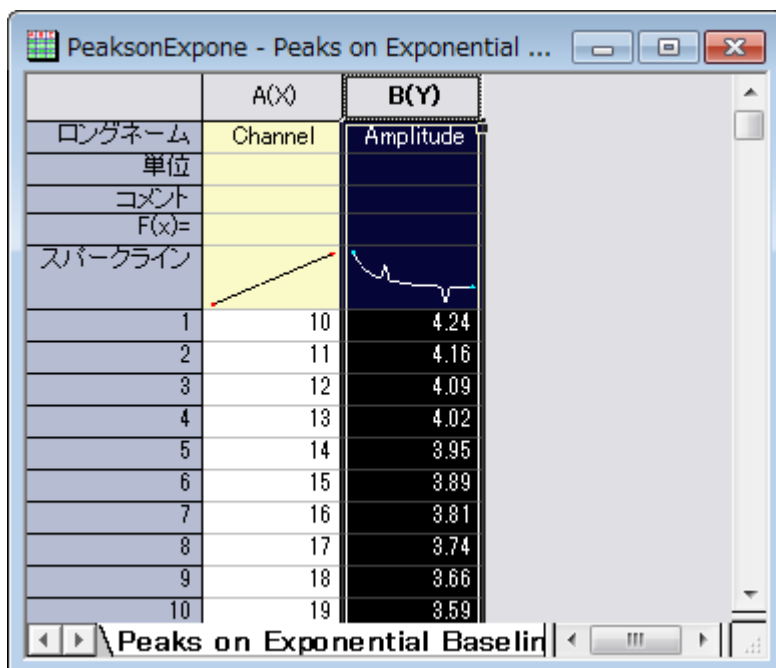 PeaksonExpone - Peaks on Exponential ...
A(X) B(Y)
ロングネーム Channel Amplitude
単位
コメント
F(x)=
スパークライン
1 10 4.24
2 11 4.16
3 12 4.09
4 13 4.02
5 14 3.95
6 15 3.89
7 16 3.81
8 17 3.74
9 18 3.66
10 19 3.59
Peaks on Exponential Baselin